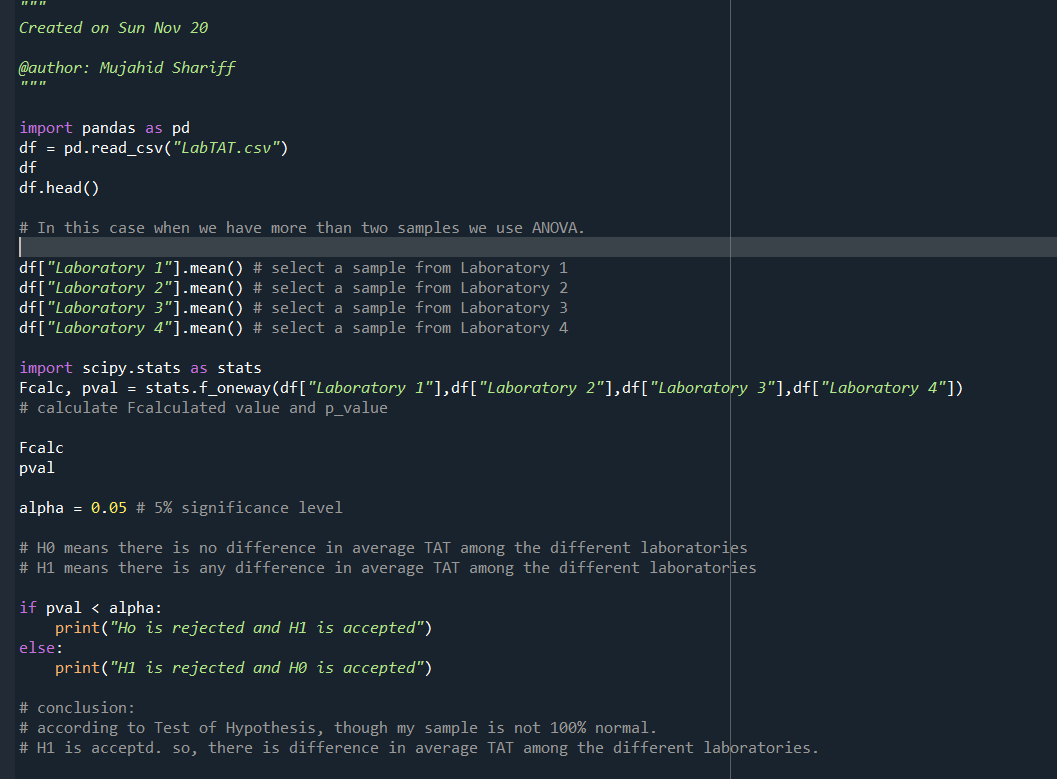 """
Created on Sun Nov 20
@author: Mujahid Shariff
"""
import pandas as pd
df = pd.read_csv("LabTAT.csv")
df
df.head()
# In this case when we have more than two samples we use ANOVA.
df["Laboratory 1"].mean() # select a sample from Laboratory 1
df["Laboratory 2"].mean() # select a sample from Laboratory 2
df["Laboratory 3"].mean() # select a sample from Laboratory 3
df["Laboratory 4"].mean() # select a sample from Laboratory 4
import scipy.stats as stats
Fcalc, pval = stats.f_oneway(df["Laboratory 1"],df["Laboratory 2"],df["Laboratory 3"],df["Laboratory 4"])
# calculate Fcalculated value and p_value
Fcalc
pval
alpha = 0.05 # 5% significance level
# H0 means there is no difference in average TAT among the different laboratories
# H1 means there is any difference in average TAT among the different laboratories
if pval < alpha:
    print("Ho is rejected and H1 is accepted")
else:
    print("H1 is rejected and H0 is accepted")
# conclusion:
# according to Test of Hypothesis, though my sample is not 100% normal.
# H1 is acceptd. so, there is difference in average TAT among the different laboratories.